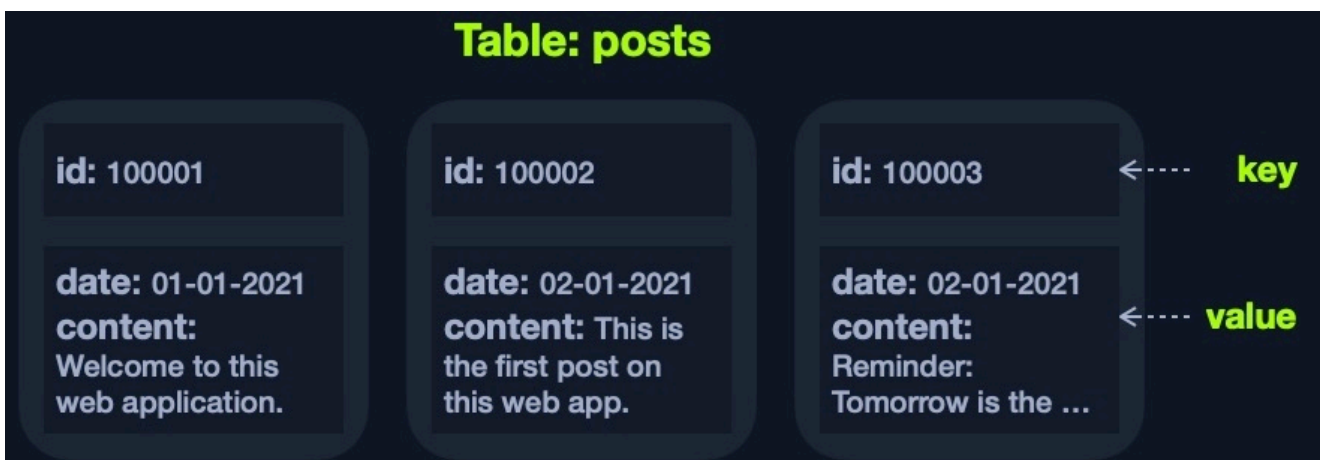 Table: posts
id: 100001
id: 100002
id: 100003
key
date: 01-01-2021
content:
Welcome to this
web application.
date: 02-01-2021
content: This is
the first post on
this web app.
date: 02-01-2021
content:
Reminder:
Tomorrow is the ...
value